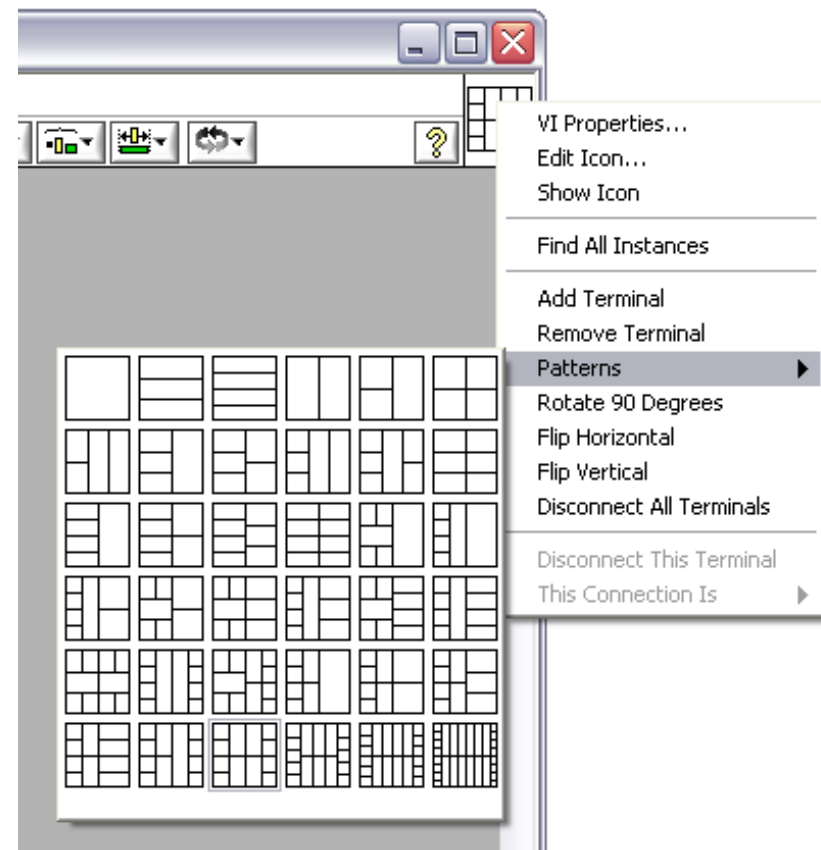 ?
VI Properties...
Edit Icon...
Show Icon
Find All Instances
Add Terminal
Remove Terminal
Patterns
Rotate 90 Degrees
Flip Horizontal
Flip Vertical
Disconnect All Terminals
Disconnect This Terminal
This Connection Is